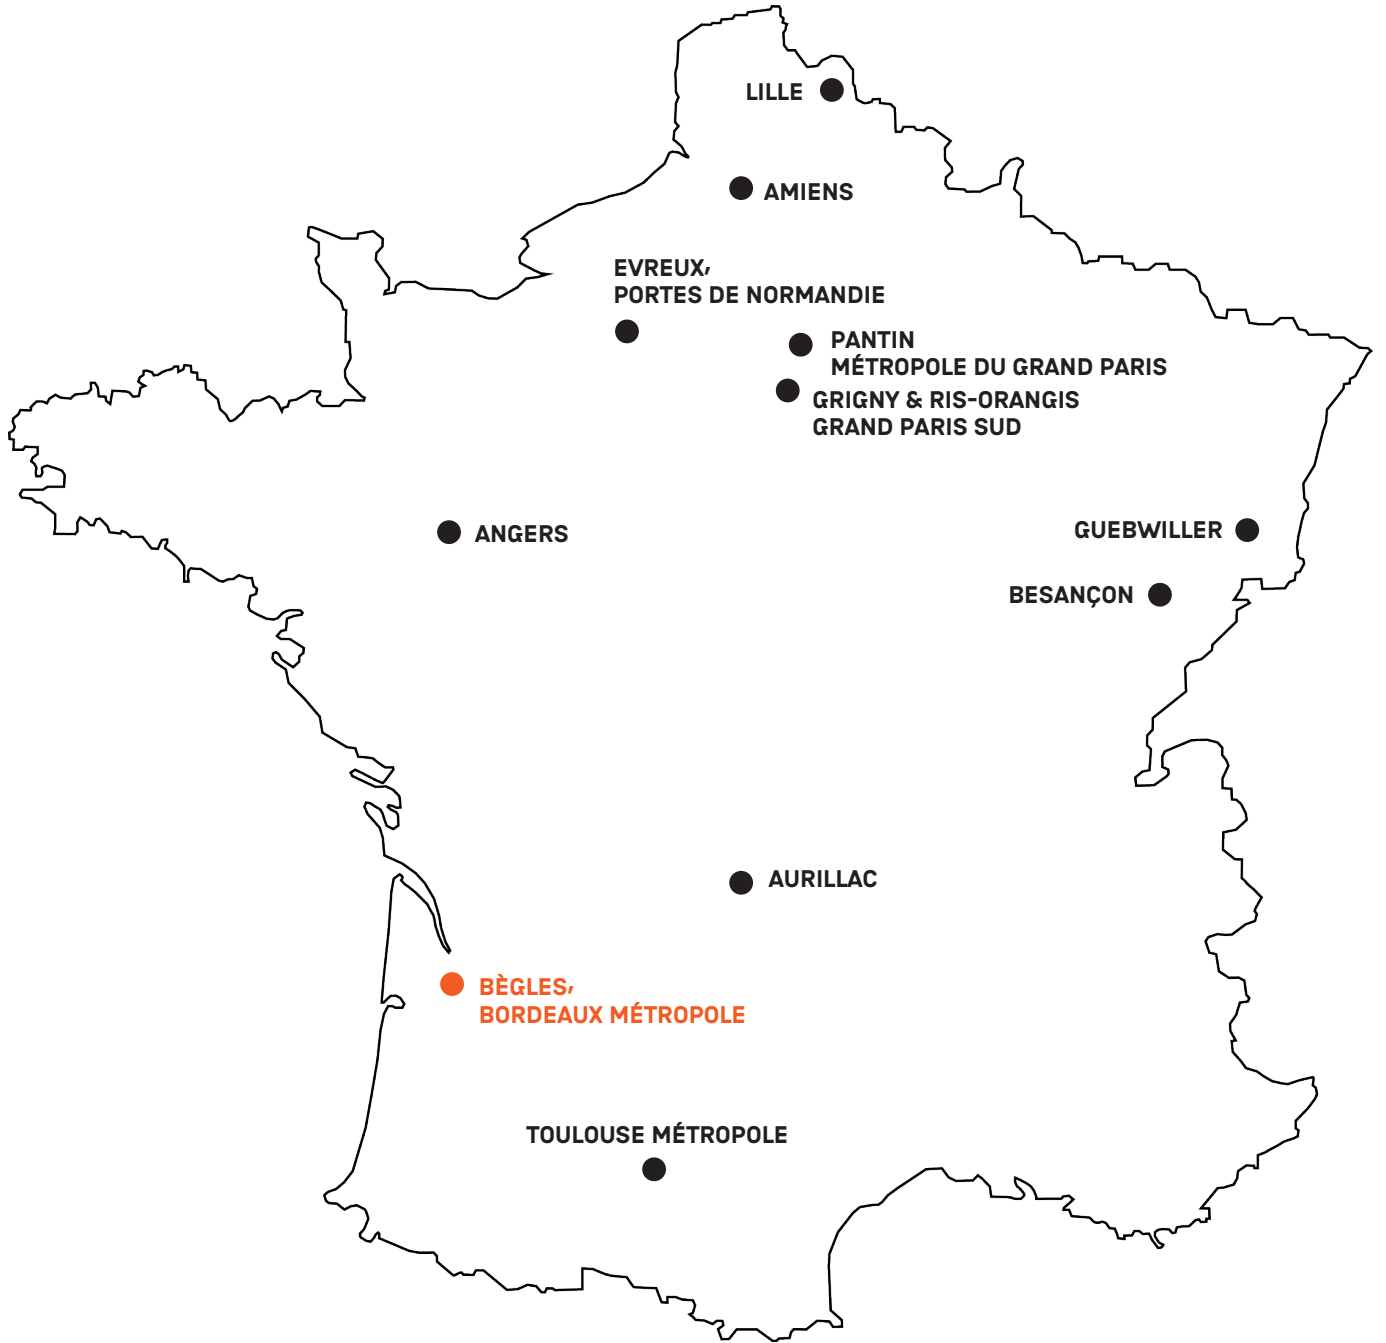 LILLE
AMIENS
EVREUX,
PORTES DE NORMANDIE
PANTIN
MÉTROPOLE DU GRAND PARIS
GRIGNY & RIS-ORANGIS
GRAND PARIS SUD
ANGERS
GUEBWILLER
BESANÇON
AURILLAC
BÈGLES,
BORDEAUX MÉTROPOLE
TOULOUSE MÉTROPOLE